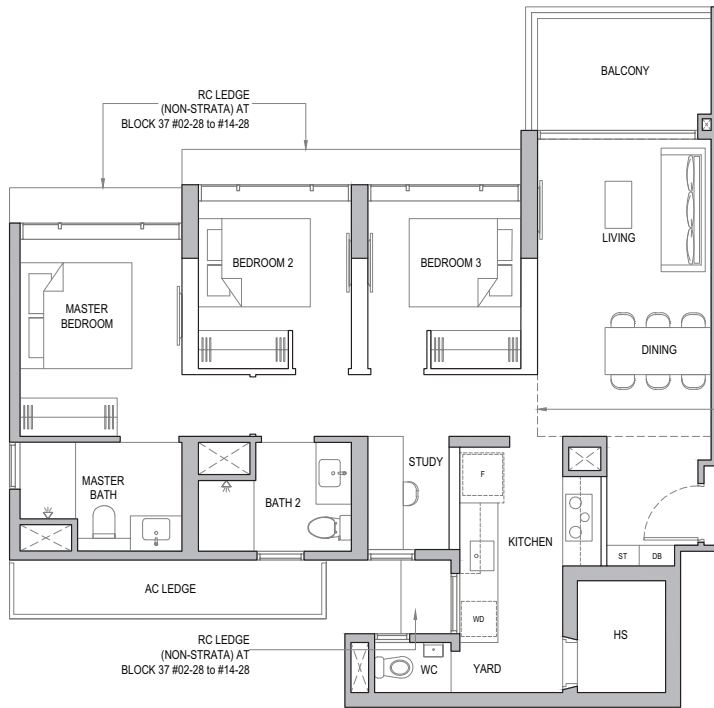 BALCONY
RC LEDGE
(NON-STRATA) AT
BLOCK 37 #02-28 to #14-28
LIVING
BEDROOM 2
BEDROOM 3
MASTER
BEDROOM
DINING
STUDY
F
MASTER
BATH
BATH 2
KITCHEN
ST
DB
AC LEDGE
WD
HS
RC LEDGE
(NON-STRATA) AT
BLOCK 37 #02-28 to #14-28
WC
YARD